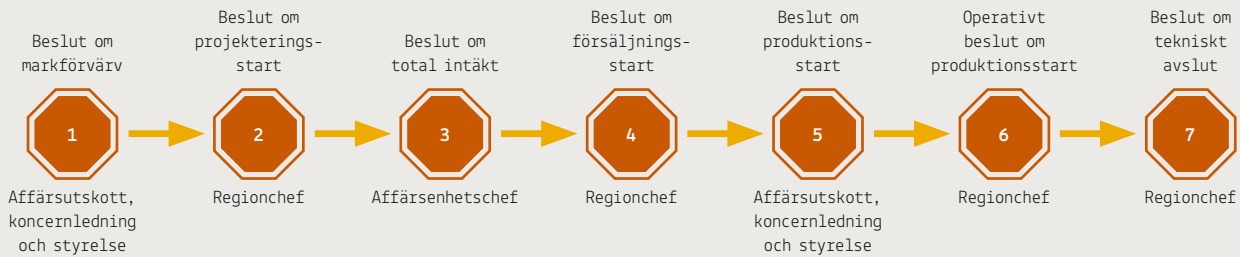 Beslut om
markförvärv
1
Affärsutskott,
koncernledning
och styrelse
Beslut om
projekterings-
start
2
Regionchef
Beslut om
total intäkt
3
Affärsenhetschef
Beslut om
försäljnings-
start
4
Regionchef
Beslut om
produktions-
start
5
Affärsutskott,
koncernledning
och styrelse
Operativt
beslut om
produktionsstart
6
Regionchef
Beslut om
tekniskt
avslut
7
Regionchef